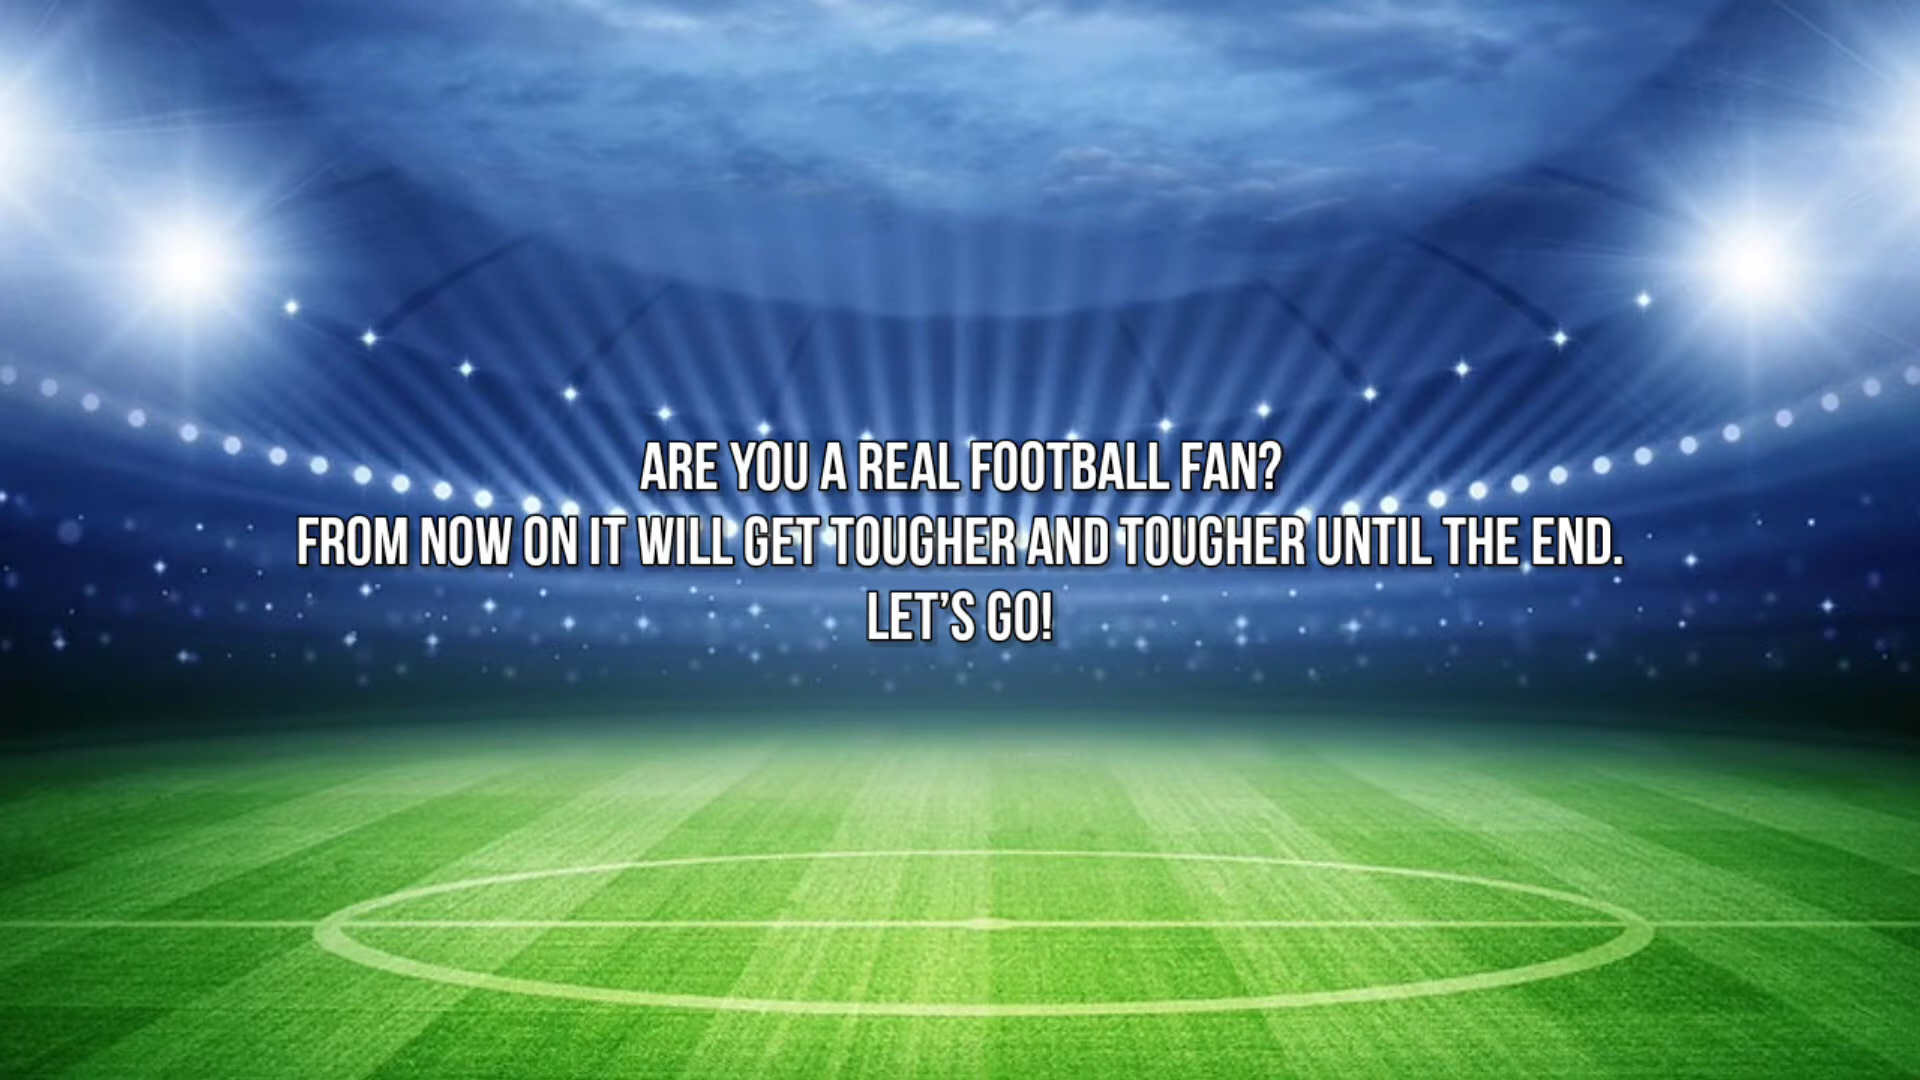 ARE YOU A REAL FOOTBALL FAN?
FROM NOW ON IT WILL GET TOUGHER AND TOUGHER UNTIL THE END.
LET’S GO!